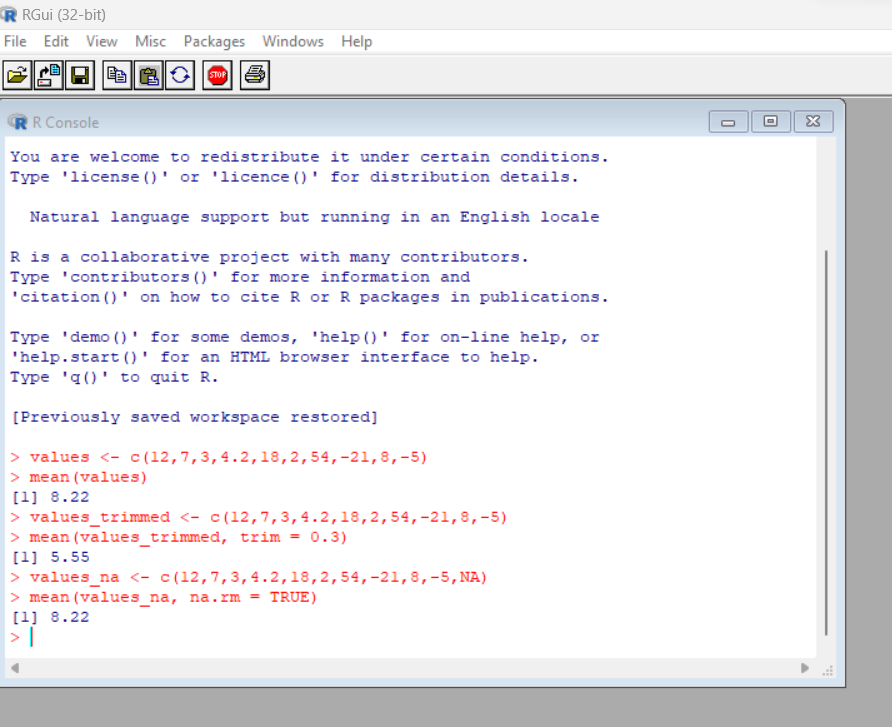 RGui (32-bit)
File Edit View Misc Packages Windows Help
STOP
R Console
You are welcome to redistribute it under certain conditions.
Type 'license()' or 'licence()' for distribution details.
Natural language support but running in an English locale
R is a collaborative project with many contributors.
Type 'contributors()' for more information and
'citation()' on how to cite R or R packages in publications.
Type 'demo()' for some demos, 'help()' for on-line help, or
'help.start()' for an HTML browser interface to help.
Type 'q()' to quit R.
[Previously saved workspace restored]
> values <- c(12,7,3,4.2,18,2,54,-21,8,-5)
> mean(values)
[1] 8.22
> values_trimmed <- c(12,7,3,4.2,18,2,54,-21,8,-5)
> mean(values_trimmed, trim = 0.3)
[1] 5.55
> values_na <- c(12,7,3,4.2,18,2,54,-21,8,-5,NA)
> mean(values_na, na.rm = TRUE)
[1] 8.22
>